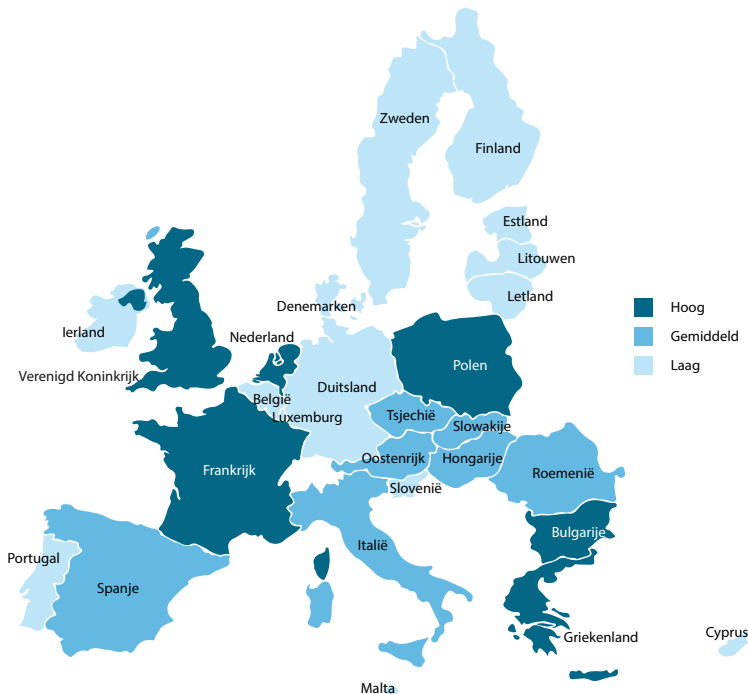 Zweden
Finland
Estland
Litouwen
Letland
Denemarken
Hoog
Ierland
Nederland
Gemiddeld
Verenigd Koninkrijk
Polen
Laag
België
Duitsland
Luxemburg
Tsjechië
Slowakije
Frankrijk
Oostenrijk
Hongarije
Roemenië
Slovenië
Bulgarije
Italië
Portugal
Spanje
Griekenland
Cyprus
Malta